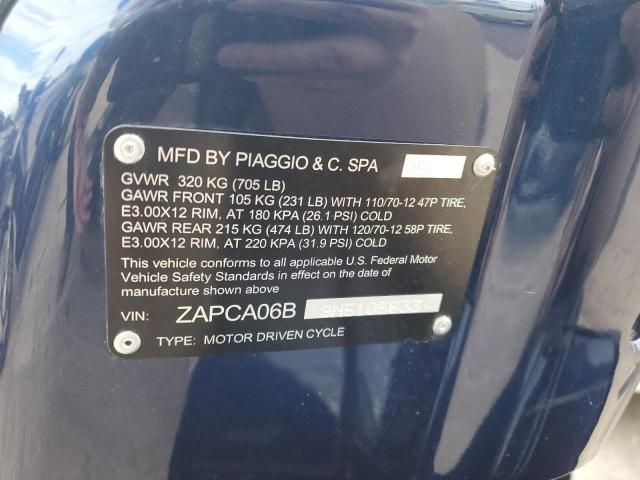 MFD BY PIAGGIO & C. SPA
GVWR 320 KG (705 LB)
GAWR FRONT 105 KG (231 LB) WITH 110/70-12 47P TIRE,
E3.00X12 RIM, AT 180 KPA (26.1 PSI) COLD
GAWR REAR 215 KG (474 LB) WITH 120/70-12 58P TIRE,
E3.00X12 RIM, AT 220 KPA (31.9 PSI) COLD
This vehicle conforms to all applicable U.S. Federal Motor
Vehicle Safety Standards in effect on the date of
manufacture shown above
VIN: ZAPCA06B 9N5105633
TYPE: MOTOR DRIVEN CYCLE